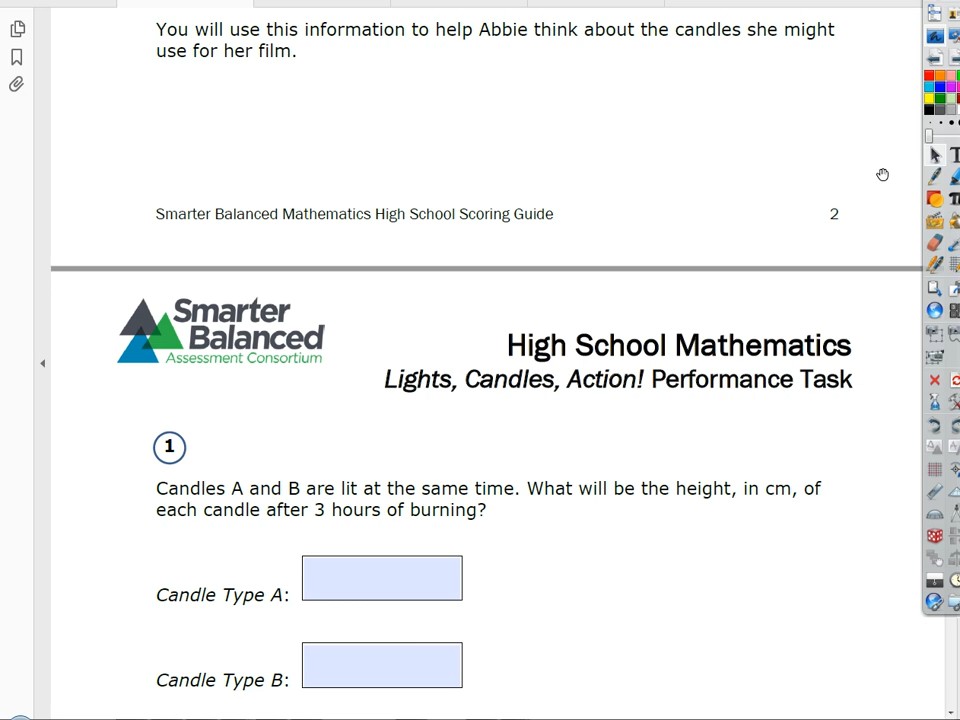 You will use this information to help Abbie think about the candles she might
use for her film.
Smarter Balanced Mathematics High School Scoring Guide 2
Smarter
Balanced
Assessment Consortium
High School Mathematics
Lights, Candles, Action! Performance Task
1
Candles A and B are lit at the same time. What will be the height, in cm, of
each candle after 3 hours of burning?
Candle Type A:
Candle Type B: